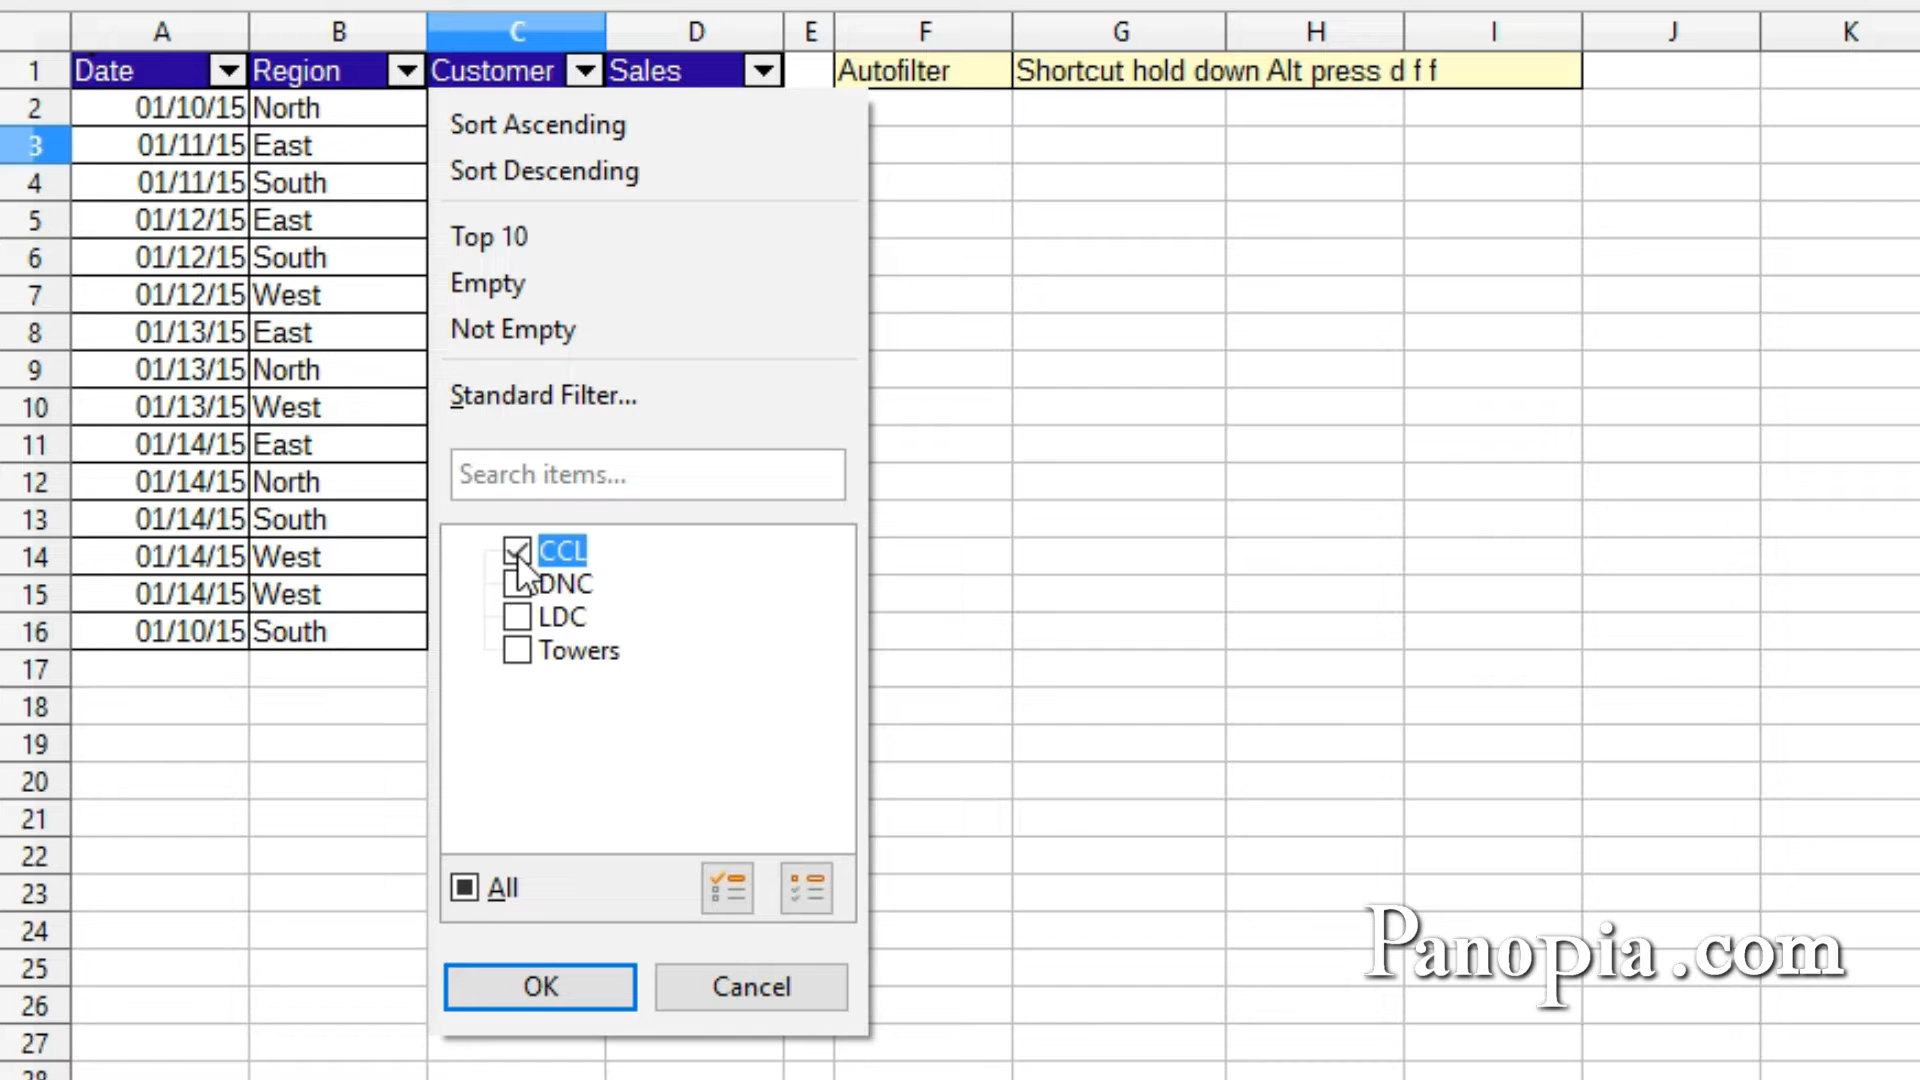 A B C D E F G H I J K
1 Date Region Customer Sales Autofilter Shortcut hold down Alt press d f f
2 01/10/15 North
3 01/11/15 East
4 01/11/15 South
5 01/12/15 East
6 01/12/15 South
7 01/12/15 West
8 01/13/15 East
9 01/13/15 North
10 01/13/15 West
11 01/14/15 East
12 01/14/15 North
13 01/14/15 South
14 01/14/15 West
15 01/14/15 West
16 01/10/15 South
17
18
19
20
21
22
23
24
25
26
27
28
Sort Ascending
Sort Descending
Top 10
Empty
Not Empty
Standard Filter...
Search items...
CCL
DNC
LDC
Towers
All
OK Cancel
Panopia.com